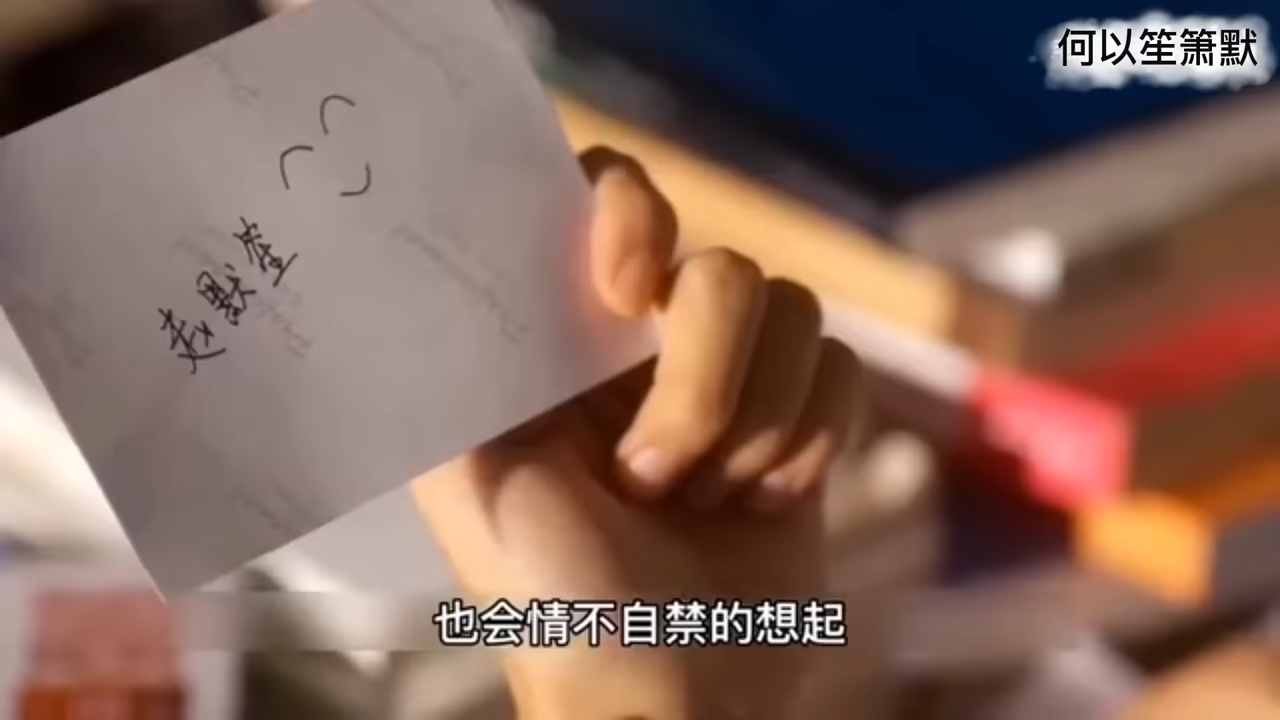 何以笙箫默
赵默笙
也会情不自禁的想起